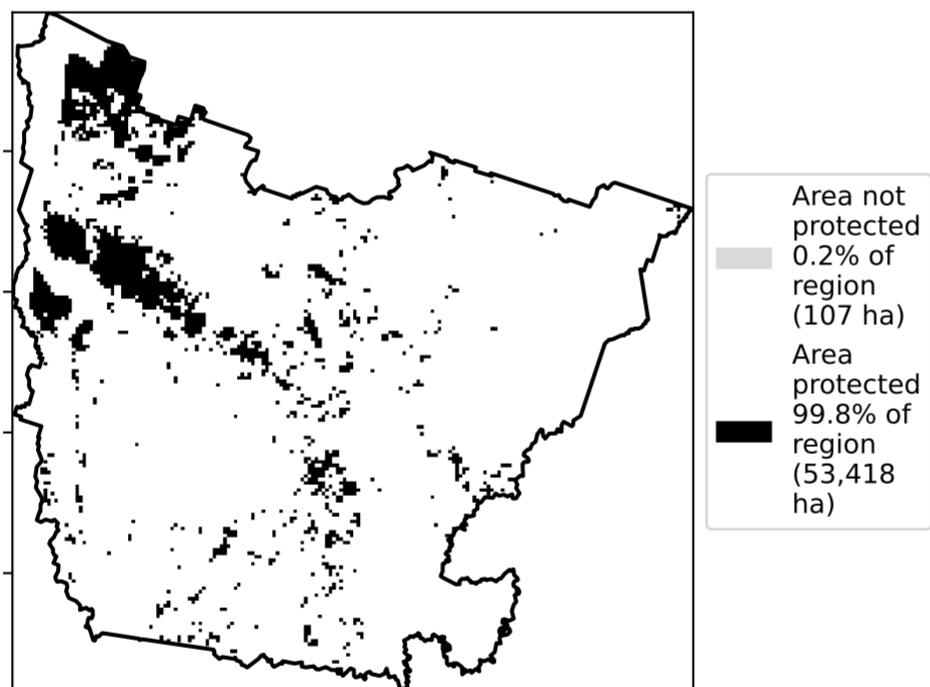 Area not
protected
0.2% of
region
(107 ha)
Area
protected
99.8% of
region
(53,418
ha)